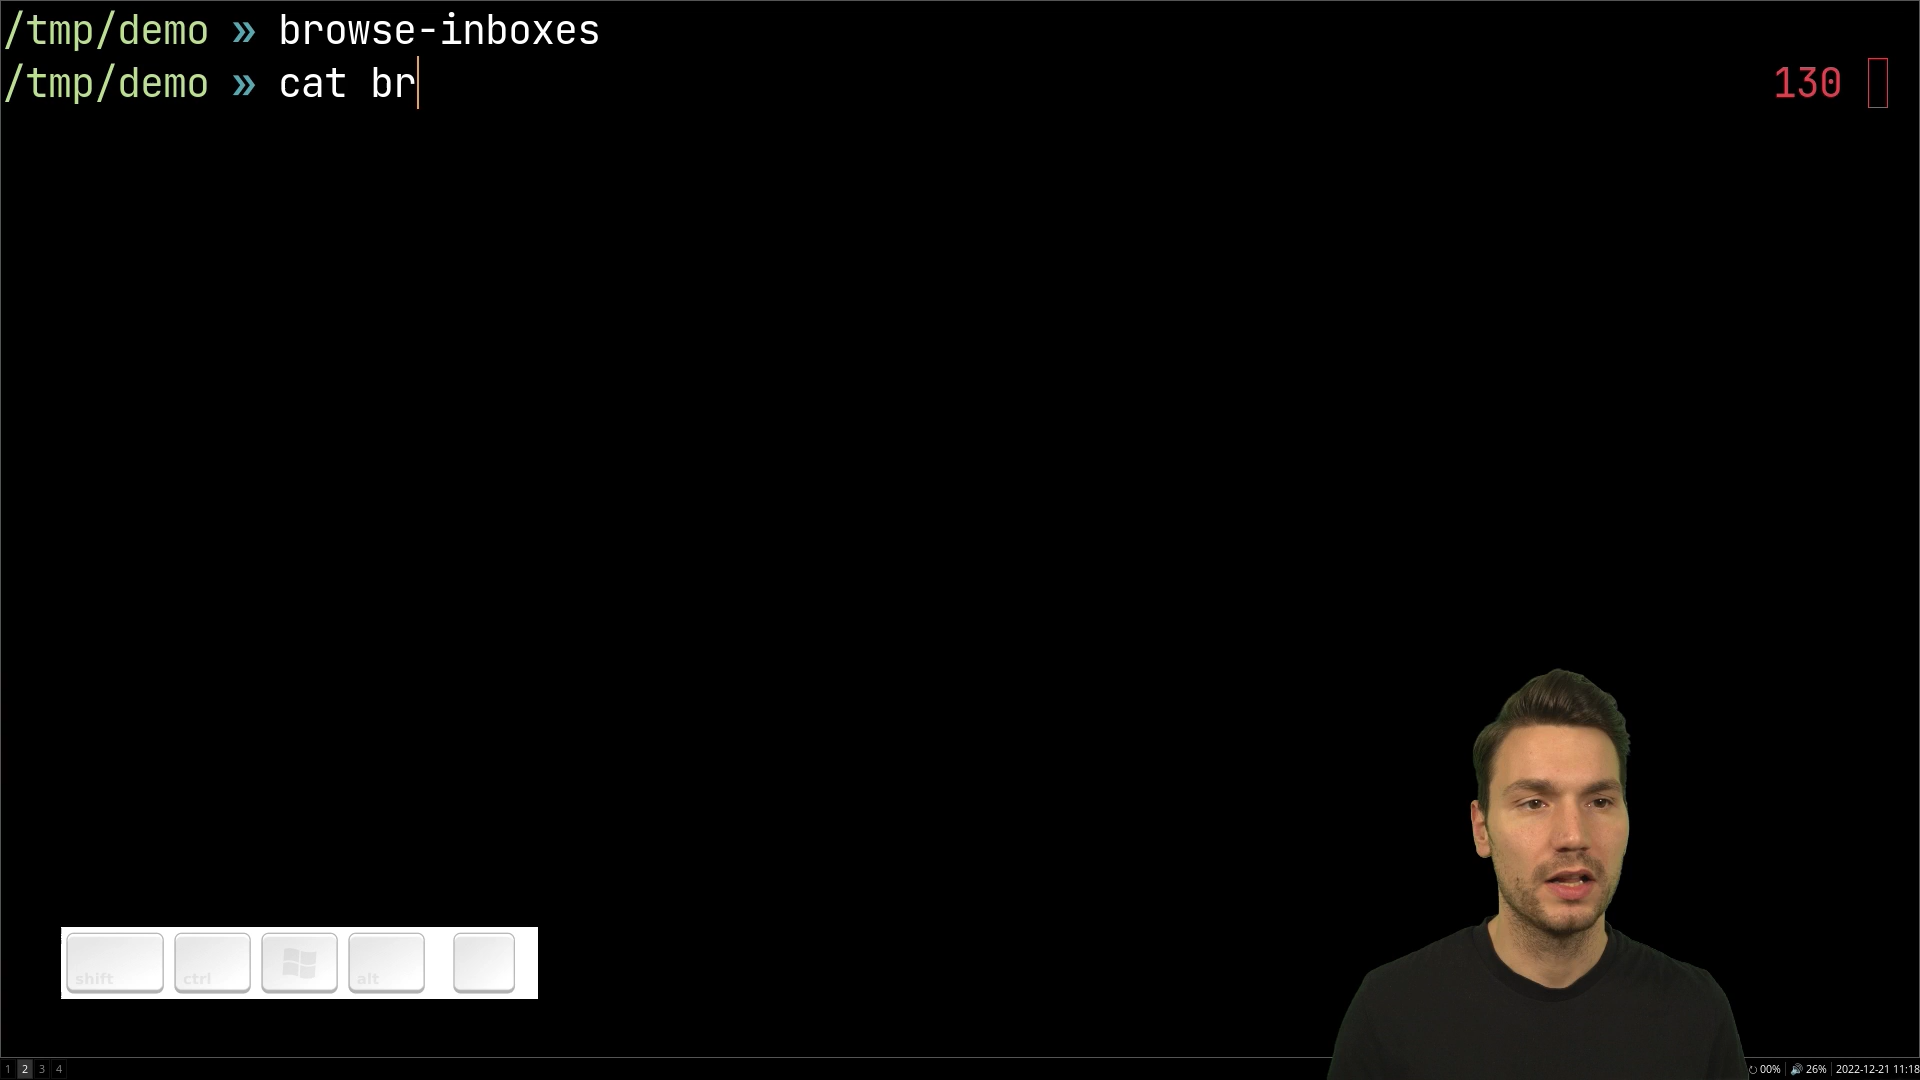 /tmp/demo » browse-inboxes
/tmp/demo » cat br 130
shift ctrl alt
1 2 3 4 00% 26% 2022-12-21 11:18